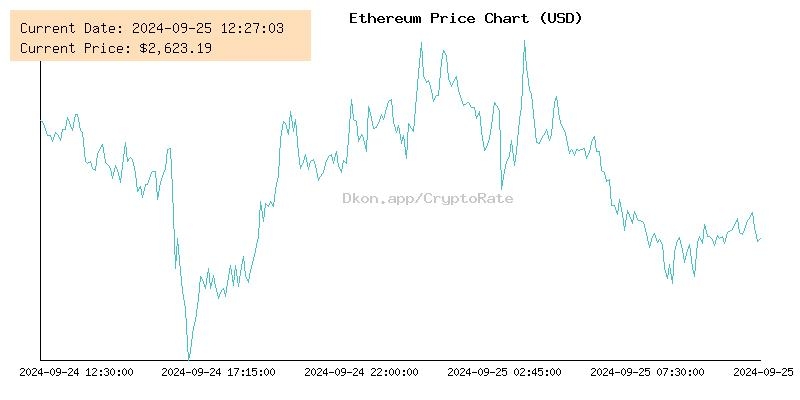 Ethereum Price Chart (USD)
Current Date: 2024-09-25 12:27:03
Current Price: $2,623.19
Dkon.app/CryptoRate
2024-09-24 12:30:00 2024-09-24 17:15:00 2024-09-24 22:00:00 2024-09-25 02:45:00 2024-09-25 07:30:00 2024-09-25